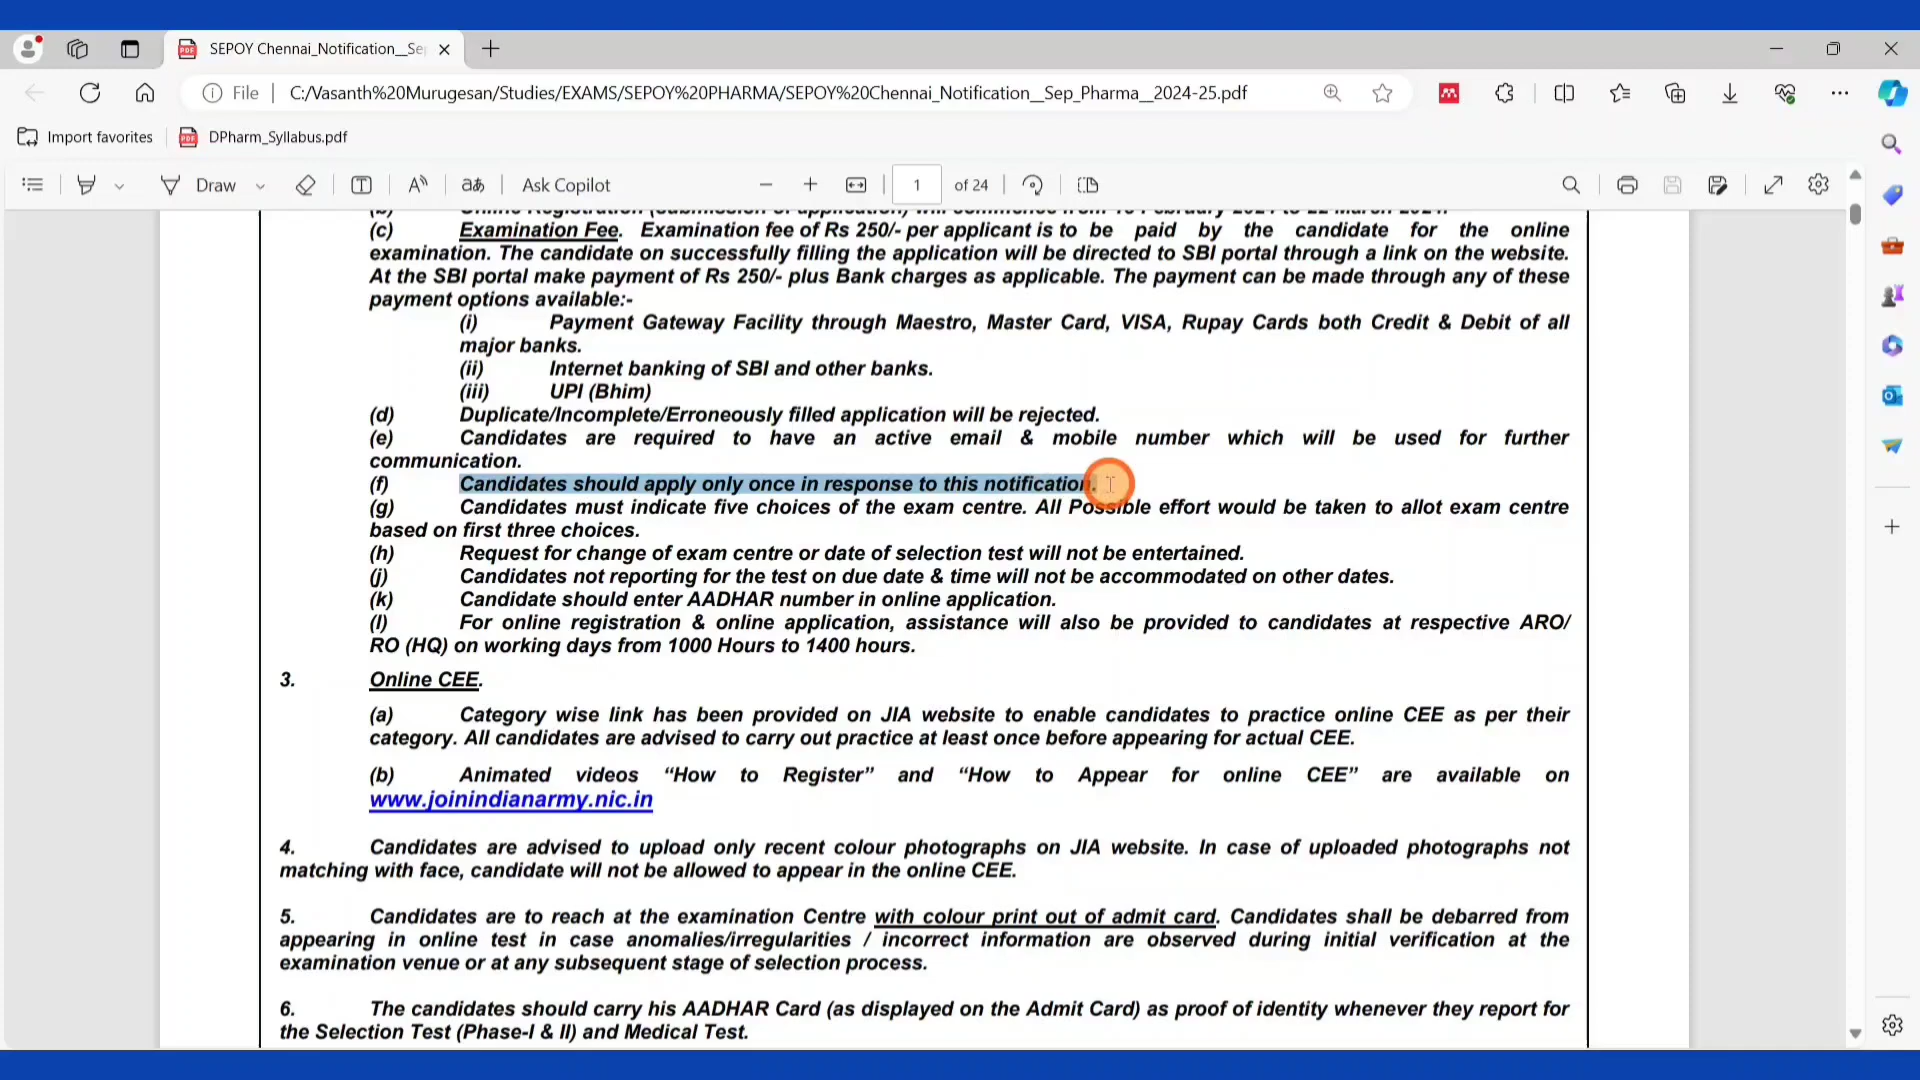 SEPOY Chennai_Notification__Se
File
C:/Vasanth%20Murugesan/Studies/EXAMS/SEPOY%20PHARMA/SEPOY%20Chennai_Notification__Sep_Pharma__2024-25.pdf
Import favorites
DPharm_Syllabus.pdf
Draw
Ask Copilot
1
of 24
(b) Online Registration (Submission of application) will commence from 13 February 2024 to 22 March 2024.
(c) Examination Fee. Examination fee of Rs 250/- per applicant is to be paid by the candidate for the online
examination. The candidate on successfully filling the application will be directed to SBI portal through a link on the website.
At the SBI portal make payment of Rs 250/- plus Bank charges as applicable. The payment can be made through any of these
payment options available:-
(i) Payment Gateway Facility through Maestro, Master Card, VISA, Rupay Cards both Credit & Debit of all
major banks.
(ii) Internet banking of SBI and other banks.
(iii) UPI (Bhim)
(d) Duplicate/Incomplete/Erroneously filled application will be rejected.
(e) Candidates are required to have an active email & mobile number which will be used for further
communication.
(f) Candidates should apply only once in response to this notification.
(g) Candidates must indicate five choices of the exam centre. All Possible effort would be taken to allot exam centre
based on first three choices.
(h) Request for change of exam centre or date of selection test will not be entertained.
(j) Candidates not reporting for the test on due date & time will not be accommodated on other dates.
(k) Candidate should enter AADHAR number in online application.
(l) For online registration & online application, assistance will also be provided to candidates at respective ARO/
RO (HQ) on working days from 1000 Hours to 1400 hours.
3. Online CEE.
(a) Category wise link has been provided on JIA website to enable candidates to practice online CEE as per their
category. All candidates are advised to carry out practice at least once before appearing for actual CEE.
(b) Animated videos “How to Register” and “How to Appear for online CEE” are available on
www.joinindianarmy.nic.in
4. Candidates are advised to upload only recent colour photographs on JIA website. In case of uploaded photographs not
matching with face, candidate will not be allowed to appear in the online CEE.
5. Candidates are to reach at the examination Centre with colour print out of admit card. Candidates shall be debarred from
appearing in online test in case anomalies/irregularities / incorrect information are observed during initial verification at the
examination venue or at any subsequent stage of selection process.
6. The candidates should carry his AADHAR Card (as displayed on the Admit Card) as proof of identity whenever they report for
the Selection Test (Phase-I & II) and Medical Test.